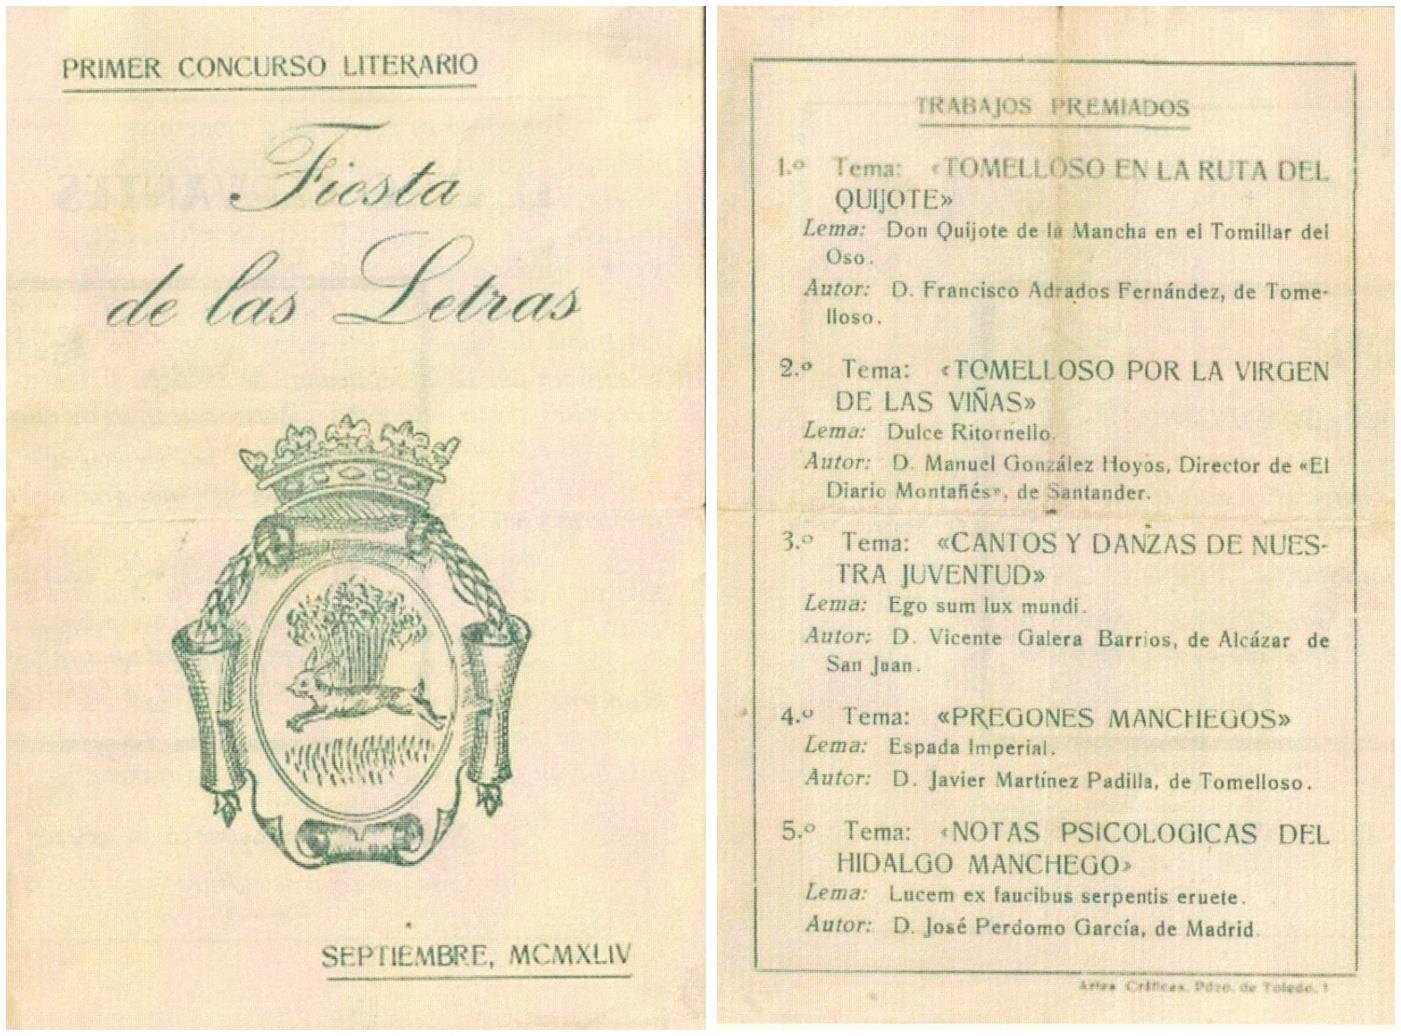 PRIMER CONCURSO LITERARIO
Fiesta
de las Letras
SEPTIEMBRE, MCMXLIV
TRABAJOS PREMIADOS
1.º Tema: «TOMELLOSO EN LA RUTA DEL
QUIJOTE»
Lema: Don Quijote de la Mancha en el Tomillar del
Oso.
Autor: D. Francisco Adrados Fernández, de Tome-
lloso.
2.º Tema: «TOMELLOSO POR LA VIRGEN
DE LAS VIÑAS»
Lema: Dulce Ritornello.
Autor: D. Manuel González Hoyos, Director de «El
Diario Montañés», de Santander.
3.º Tema: «CANTOS Y DANZAS DE NUES-
TRA JUVENTUD»
Lema: Ego sum lux mundi.
Autor: D. Vicente Galera Barrios, de Alcázar de
San Juan.
4.º Tema: «PREGONES MANCHEGOS»
Lema: Espada Imperial.
Autor: D. Javier Martínez Padilla, de Tomelloso.
5.º Tema: «NOTAS PSICOLOGICAS DEL
HIDALGO MANCHEGO»
Lema: Lucem ex faucibus serpentis eruete.
Autor: D. José Perdomo García, de Madrid.
Artes Gráficas. Pdzo. de Toledo, 1